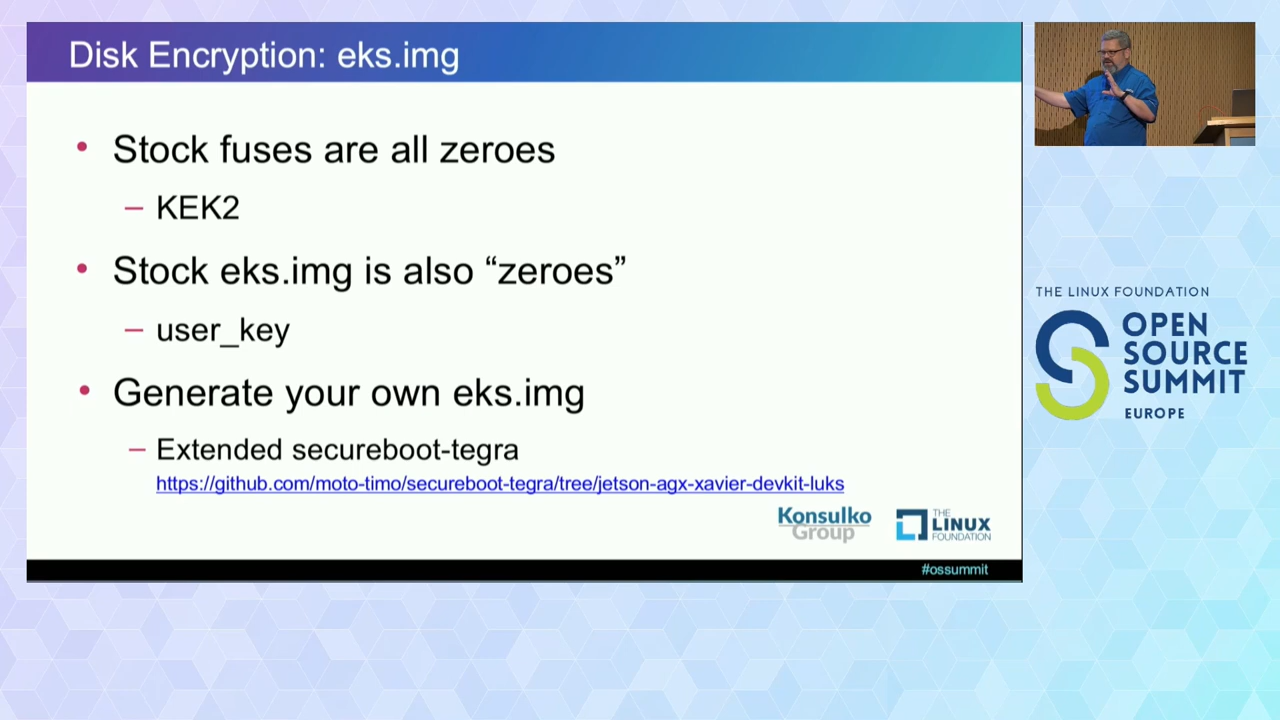 Disk Encryption: eks.img
• Stock fuses are all zeroes
– KEK2
• Stock eks.img is also “zeroes”
– user_key
• Generate your own eks.img
– Extended secureboot-tegra
https://github.com/moto-timo/secureboot-tegra/tree/jetson-agx-xavier-devkit-luks
Konsulko
Group
THE
LINUX
FOUNDATION
#ossummit
THE LINUX FOUNDATION
OPEN
SOURCE
SUMMIT
EUROPE